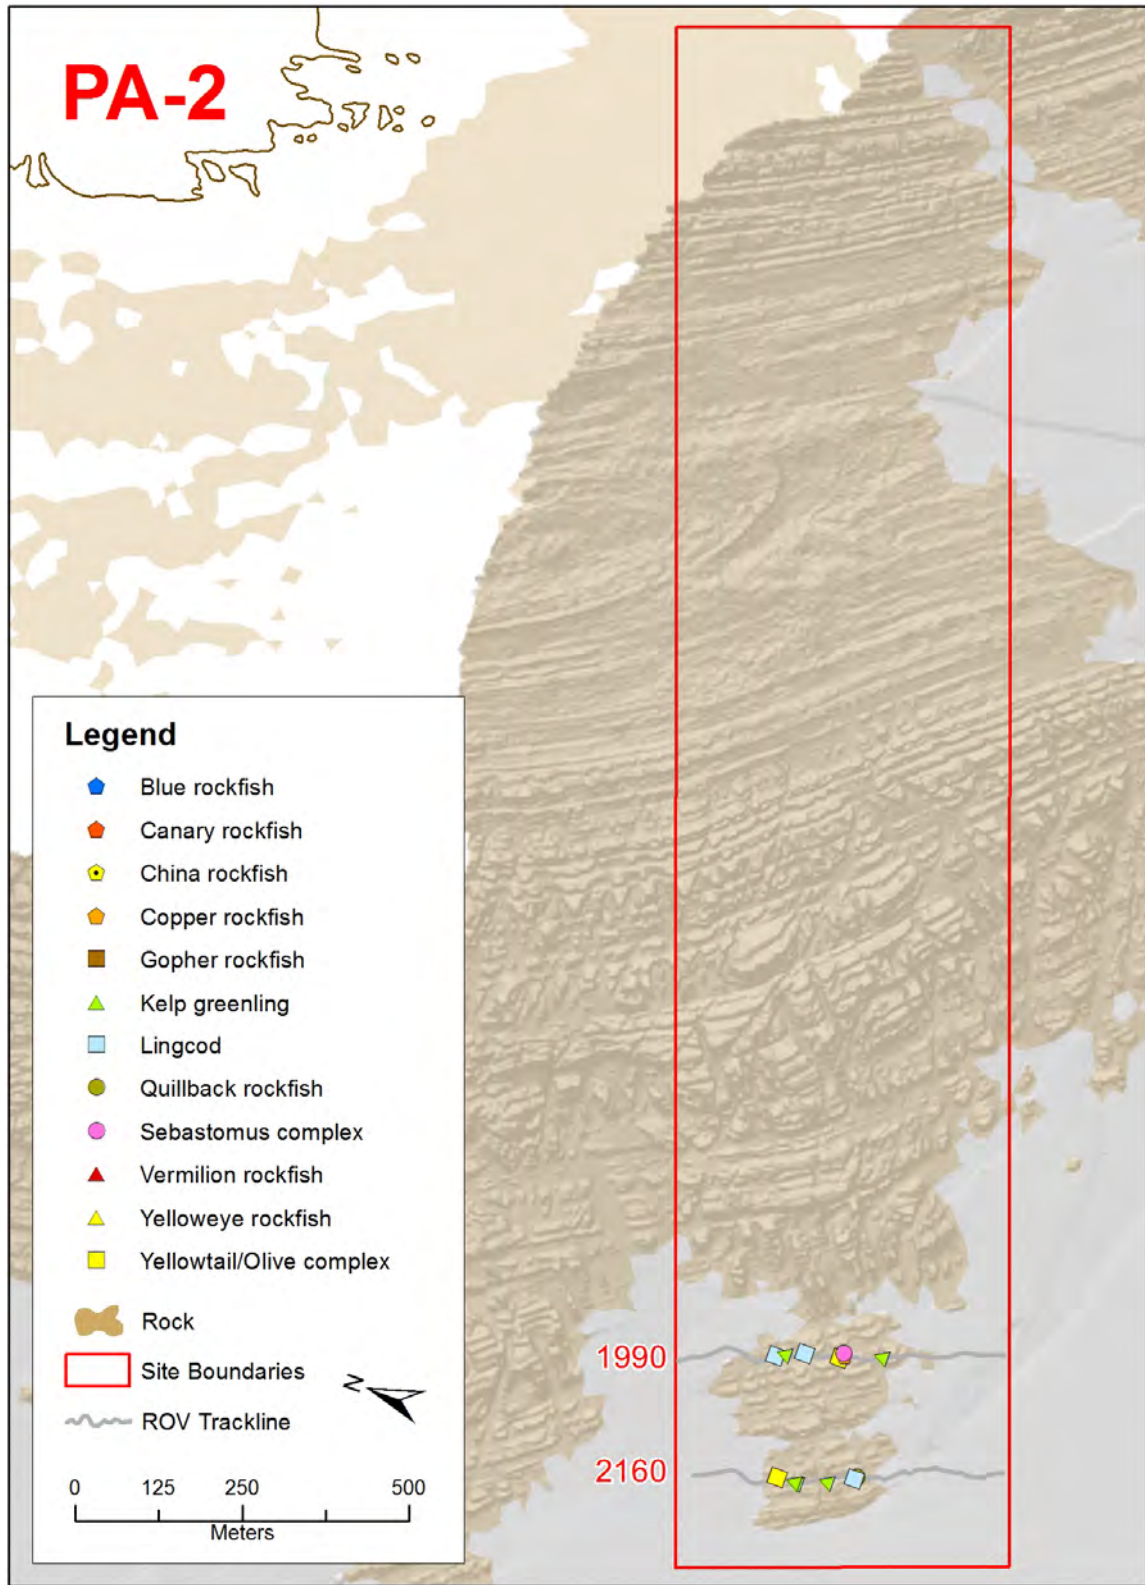 PA-2
Legend
Blue rockfish
Canary rockfish
China rockfish
Copper rockfish
Gopher rockfish
Kelp greenling
Lingcod
Quillback rockfish
Sebastomus complex
Vermilion rockfish
Yelloweye rockfish
Yellowtail/Olive complex
Rock
Site Boundaries
N
ROV Trackline
0 125 250 500
Meters
1990
2160